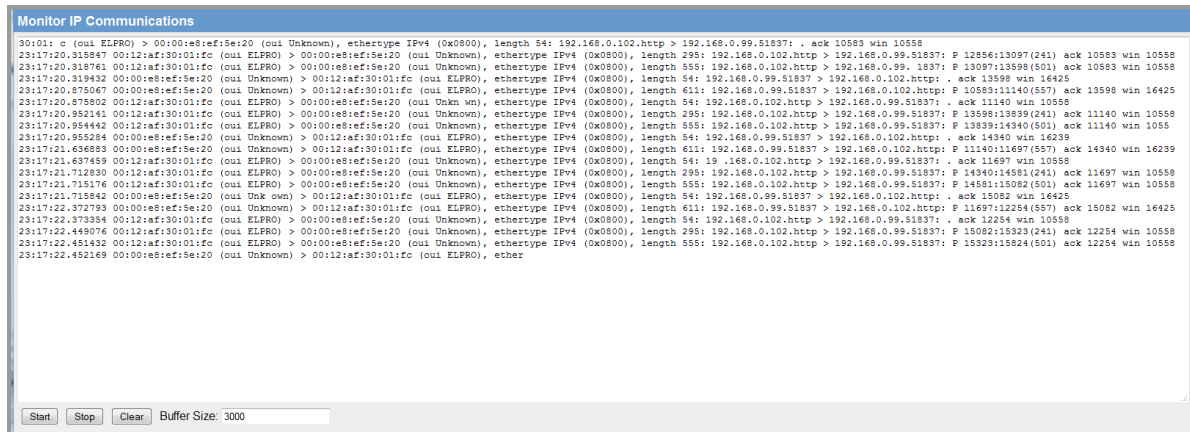 Monitor IP Communications
30:01: c (oui ELPRO) > 00:00:e8:ef:5e:20 (oui Unknown), ethertype IPv4 (0x0800), length 54: 192.168.0.102.http > 192.168.0.99.51837: . ack 10583 win 10558
23:17:20.315847 00:12:af:30:01:fc (oui ELPRO) > 00:00:e8:ef:5e:20 (oui Unknown), ethertype IPv4 (0x0800), length 295: 192.168.0.102.http > 192.168.0.99.51837: P 12856:13097(241) ack 10583 win 10558
23:17:20.318761 00:12:af:30:01:fc (oui ELPRO) > 00:00:e8:ef:5e:20 (oui Unknown), ethertype IPv4 (0x0800), length 555: 192.168.0.102.http > 192.168.0.99. 1837: P 13097:13598(501) ack 10583 win 10558
23:17:20.319432 00:00:e8:ef:5e:20 (oui Unknown) > 00:12:af:30:01:fc (oui ELPRO), ethertype IPv4 (0x0800), length 54: 192.168.0.99.51837 > 192.168.0.102.http: . ack 13598 win 16425
23:17:20.875067 00:00:e8:ef:5e:20 (oui Unknown) > 00:12:af:30:01:fc (oui ELPRO), ethertype IPv4 (0x0800), length 611: 192.168.0.99.51837 > 192.168.0.102.http: P 10583:11140(557) ack 13598 win 16425
23:17:20.875802 00:12:af:30:01:fc (oui ELPRO) > 00:00:e8:ef:5e:20 (oui Unkn wn), ethertype IPv4 (0x0800), length 54: 192.168.0.102.http > 192.168.0.99.51837: . ack 11140 win 10558
23:17:20.952141 00:12:af:30:01:fc (oui ELPRO) > 00:00:e8:ef:5e:20 (oui Unknown), ethertype IPv4 (0x0800), length 295: 192.168.0.102.http > 192.168.0.99.51837: P 13598:13839(241) ack 11140 win 10558
23:17:20.954442 00:12:af:30:01:fc (oui ELPRO) > 00:00:e8:ef:5e:20 (oui Unknown), ethertype IPv4 (0x0800), length 555: 192.168.0.102.http > 192.168.0.99.51837: P 13839:14340(501) ack 11140 win 1055
23:17:20.955284 00:00:e8:ef:5e:20 (oui Unknown) > 00:12:af:30:01:fc (oui ELPRO), ethertype IPv4 (0x0800), length 54: 192.168.0.99.51837 > 192.168.0.102.http: . ack 14340 win 16239
23:17:21.636883 00:00:e8:ef:5e:20 (oui Unknown) > 00:12:af:30:01:fc (oui ELPRO), ethertype IPv4 (0x0800), length 611: 192.168.0.99.51837 > 192.168.0.102.http: P 11140:11697(557) ack 14340 win 16239
23:17:21.637459 00:12:af:30:01:fc (oui ELPRO) > 00:00:e8:ef:5e:20 (oui Unknown), ethertype IPv4 (0x0800), length 54: 19 .168.0.102.http > 192.168.0.99.51837: . ack 11697 win 10558
23:17:21.712830 00:12:af:30:01:fc (oui ELPRO) > 00:00:e8:ef:5e:20 (oui Unknown), ethertype IPv4 (0x0800), length 295: 192.168.0.102.http > 192.168.0.99.51837: P 14340:14581(241) ack 11697 win 10558
23:17:21.715176 00:12:af:30:01:fc (oui ELPRO) > 00:00:e8:ef:5e:20 (oui Unknown), ethertype IPv4 (0x0800), length 555: 192.168.0.102.http > 192.168.0.99.51837: P 14581:15082(501) ack 11697 win 10558
23:17:21.715842 00:00:e8:ef:5e:20 (oui Unk own) > 00:12:af:30:01:fc (oui ELPRO), ethertype IPv4 (0x0800), length 54: 192.168.0.99.51837 > 192.168.0.102.http: . ack 15082 win 16425
23:17:22.372793 00:00:e8:ef:5e:20 (oui Unknown) > 00:12:af:30:01:fc (oui ELPRO), ethertype IPv4 (0x0800), length 611: 192.168.0.99.51837 > 192.168.0.102.http: P 11697:12254(557) ack 15082 win 16425
23:17:22.373354 00:12:af:30:01:fc (oui ELPRO) > 00:00:e8:ef:5e:20 (oui Unknown), ethertype IPv4 (0x0800), length 54: 192.168.0.102.http > 192.168.0.99.51837: . ack 12254 win 10558
23:17:22.449076 00:12:af:30:01:fc (oui ELPRO) > 00:00:e8:ef:5e:20 (oui Unknown), ethertype IPv4 (0x0800), length 295: 192.168.0.102.http > 192.168.0.99.51837: P 15082:15323(241) ack 12254 win 10558
23:17:22.451432 00:12:af:30:01:fc (oui ELPRO) > 00:00:e8:ef:5e:20 (oui Unknown), ethertype IPv4 (0x0800), length 555: 192.168.0.102.http > 192.168.0.99.51837: P 15323:15824(501) ack 12254 win 10558
23:17:22.452169 00:00:e8:ef:5e:20 (oui Unknown) > 00:12:af:30:01:fc (oui ELPRO), ether
Start Stop Clear Buffer Size: 3000